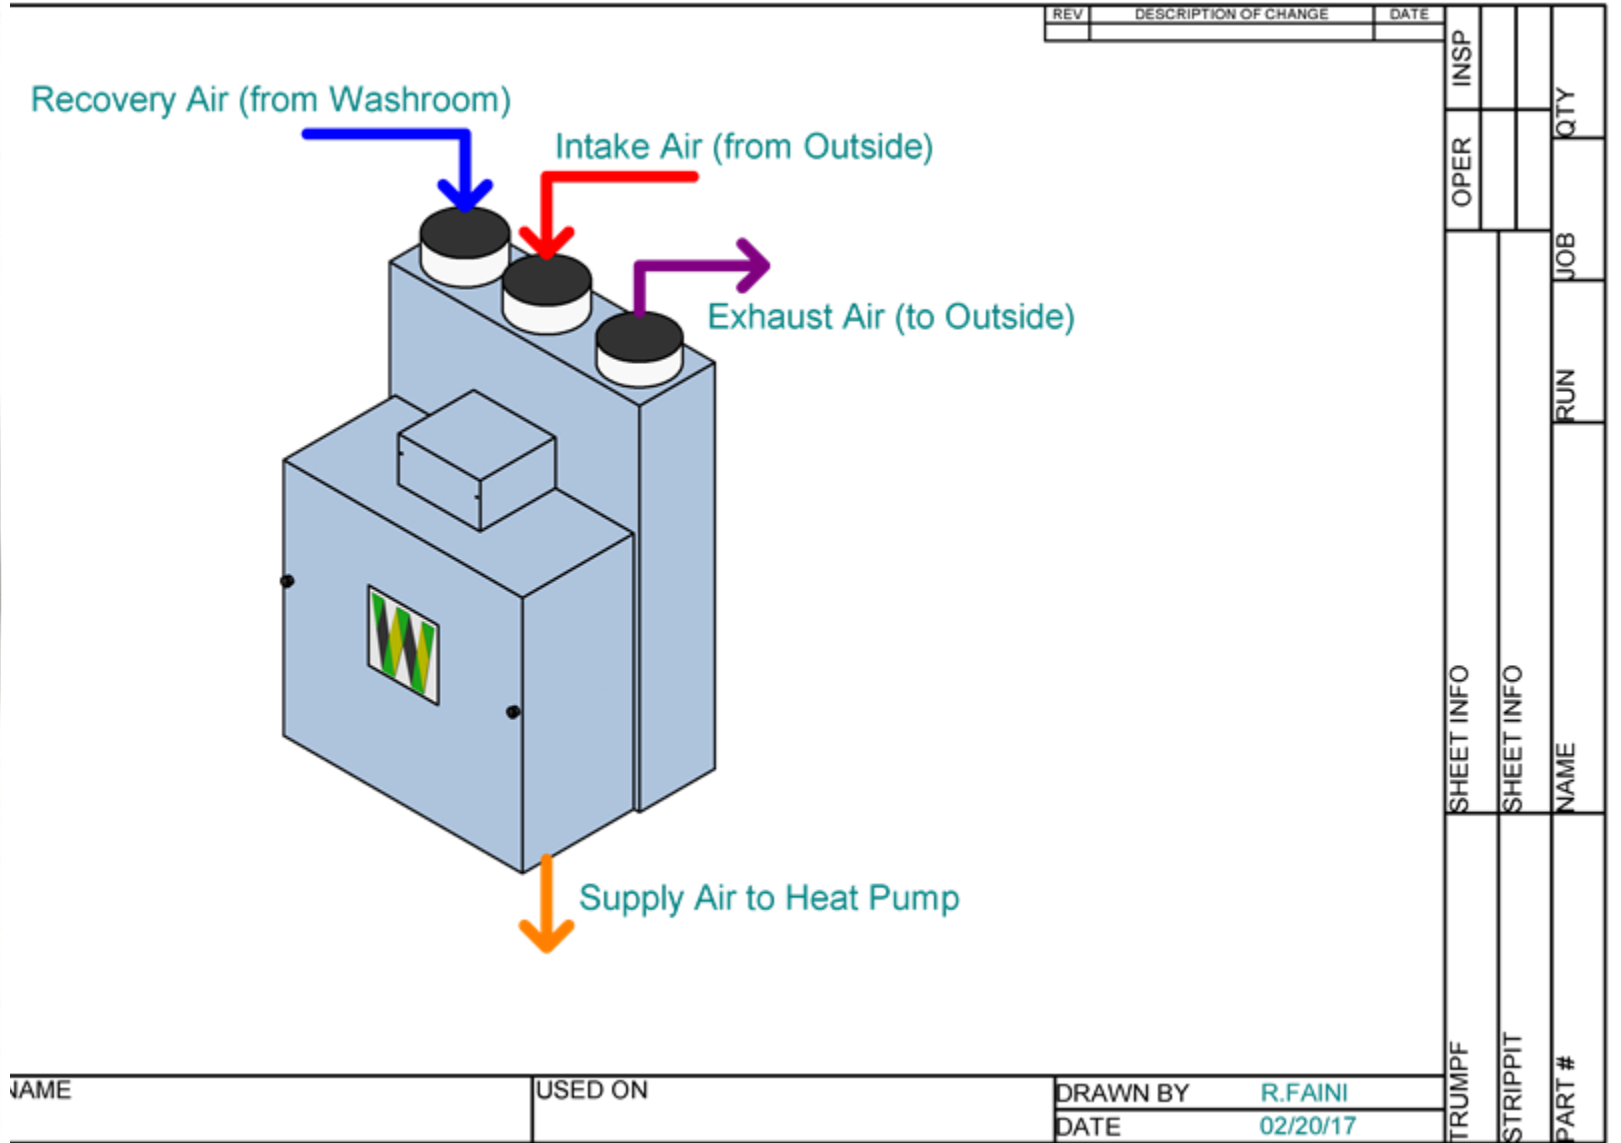 REV DESCRIPTION OF CHANGE DATE
Recovery Air (from Washroom)
Intake Air (from Outside)
Exhaust Air (to Outside)
W
Supply Air to Heat Pump
INSP
OPER
QTY
JOB
RUN
SHEET INFO
SHEET INFO
NAME
TRUMPF
STRIPPIT
PART #
NAME
USED ON
DRAWN BY R.FAINI
DATE 02/20/17